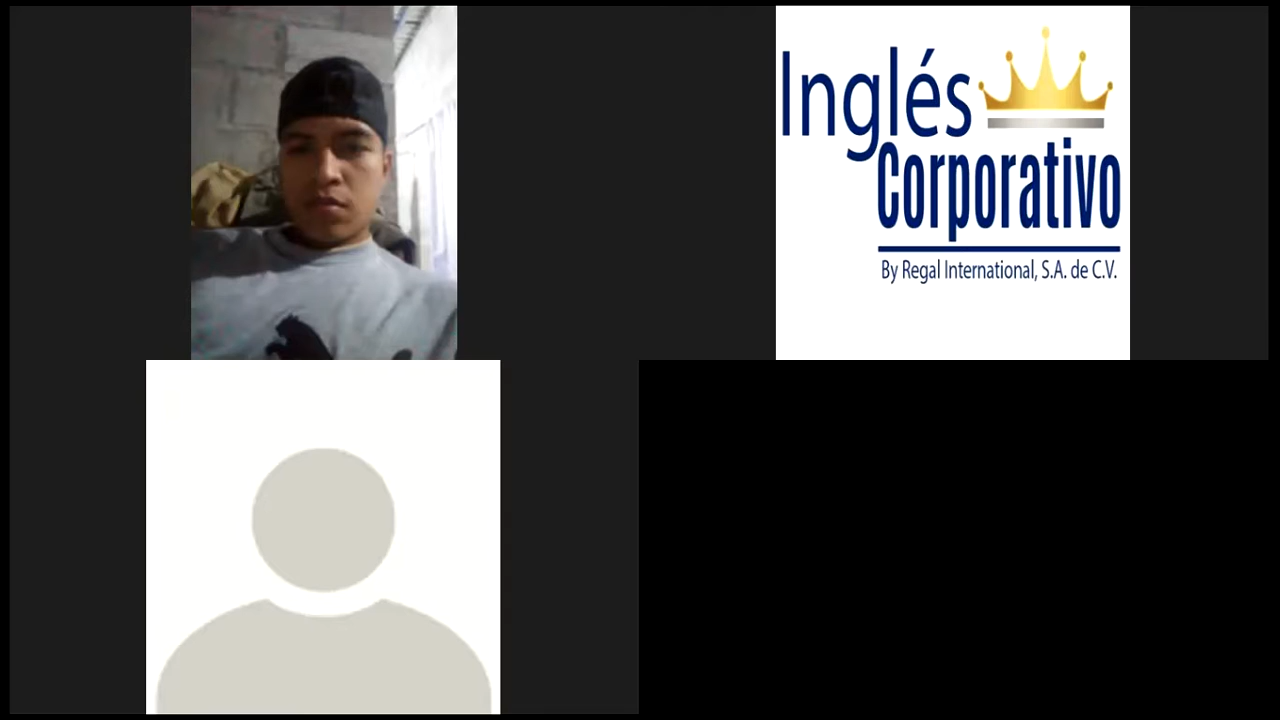 Inglés
Corporativo
By Regal International, S.A. de C.V.